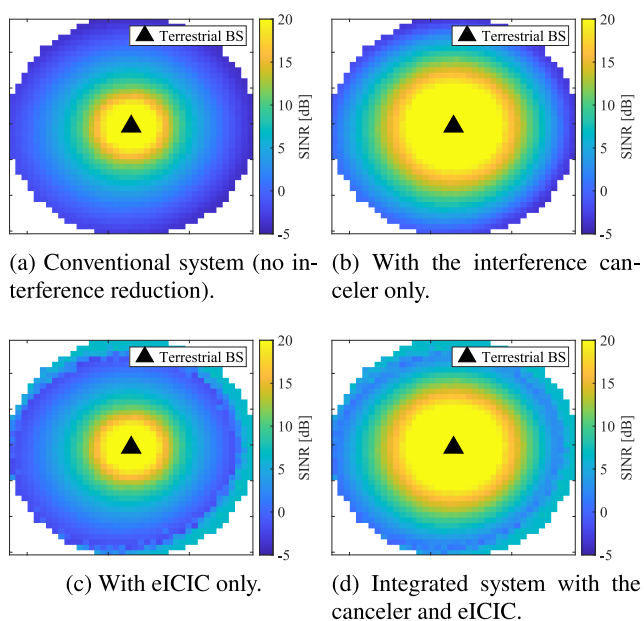 Terrestrial BS
20
15
10
5
0
-5
SINR [dB]
Terrestrial BS
20
15
10
5
0
-5
SINR [dB]
(a) Conventional system (no in-
terference reduction).
(b) With the interference can-
celer only.
Terrestrial BS
20
15
10
5
0
-5
SINR [dB]
Terrestrial BS
20
15
10
5
0
-5
SINR [dB]
(c) With eICIC only.
(d) Integrated system with the
canceler and eICIC.